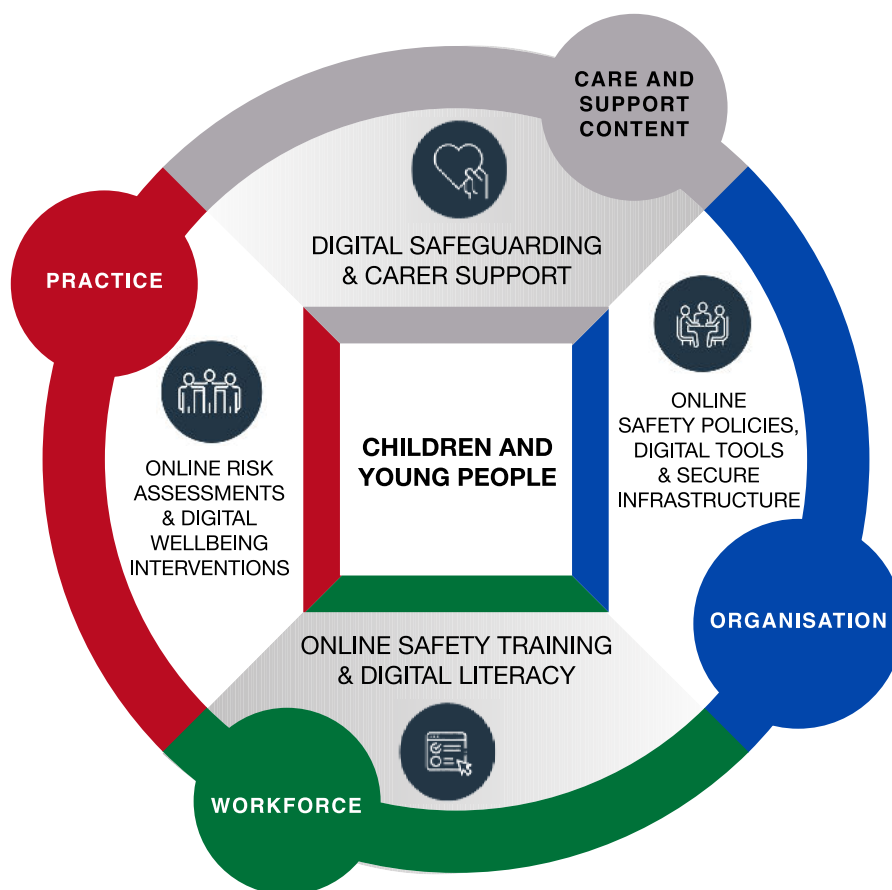 CARE AND
SUPPORT
CONTENT
DIGITAL SAFEGUARDING
& CARER SUPPORT
PRACTICE
ONLINE RISK
ASSESSMENTS
& DIGITAL
WELLBEING
INTERVENTIONS
CHILDREN AND
YOUNG PEOPLE
ONLINE
SAFETY POLICIES,
DIGITAL TOOLS
& SECURE
INFRASTRUCTURE
ORGANISATION
ONLINE SAFETY TRAINING
& DIGITAL LITERACY
WORKFORCE